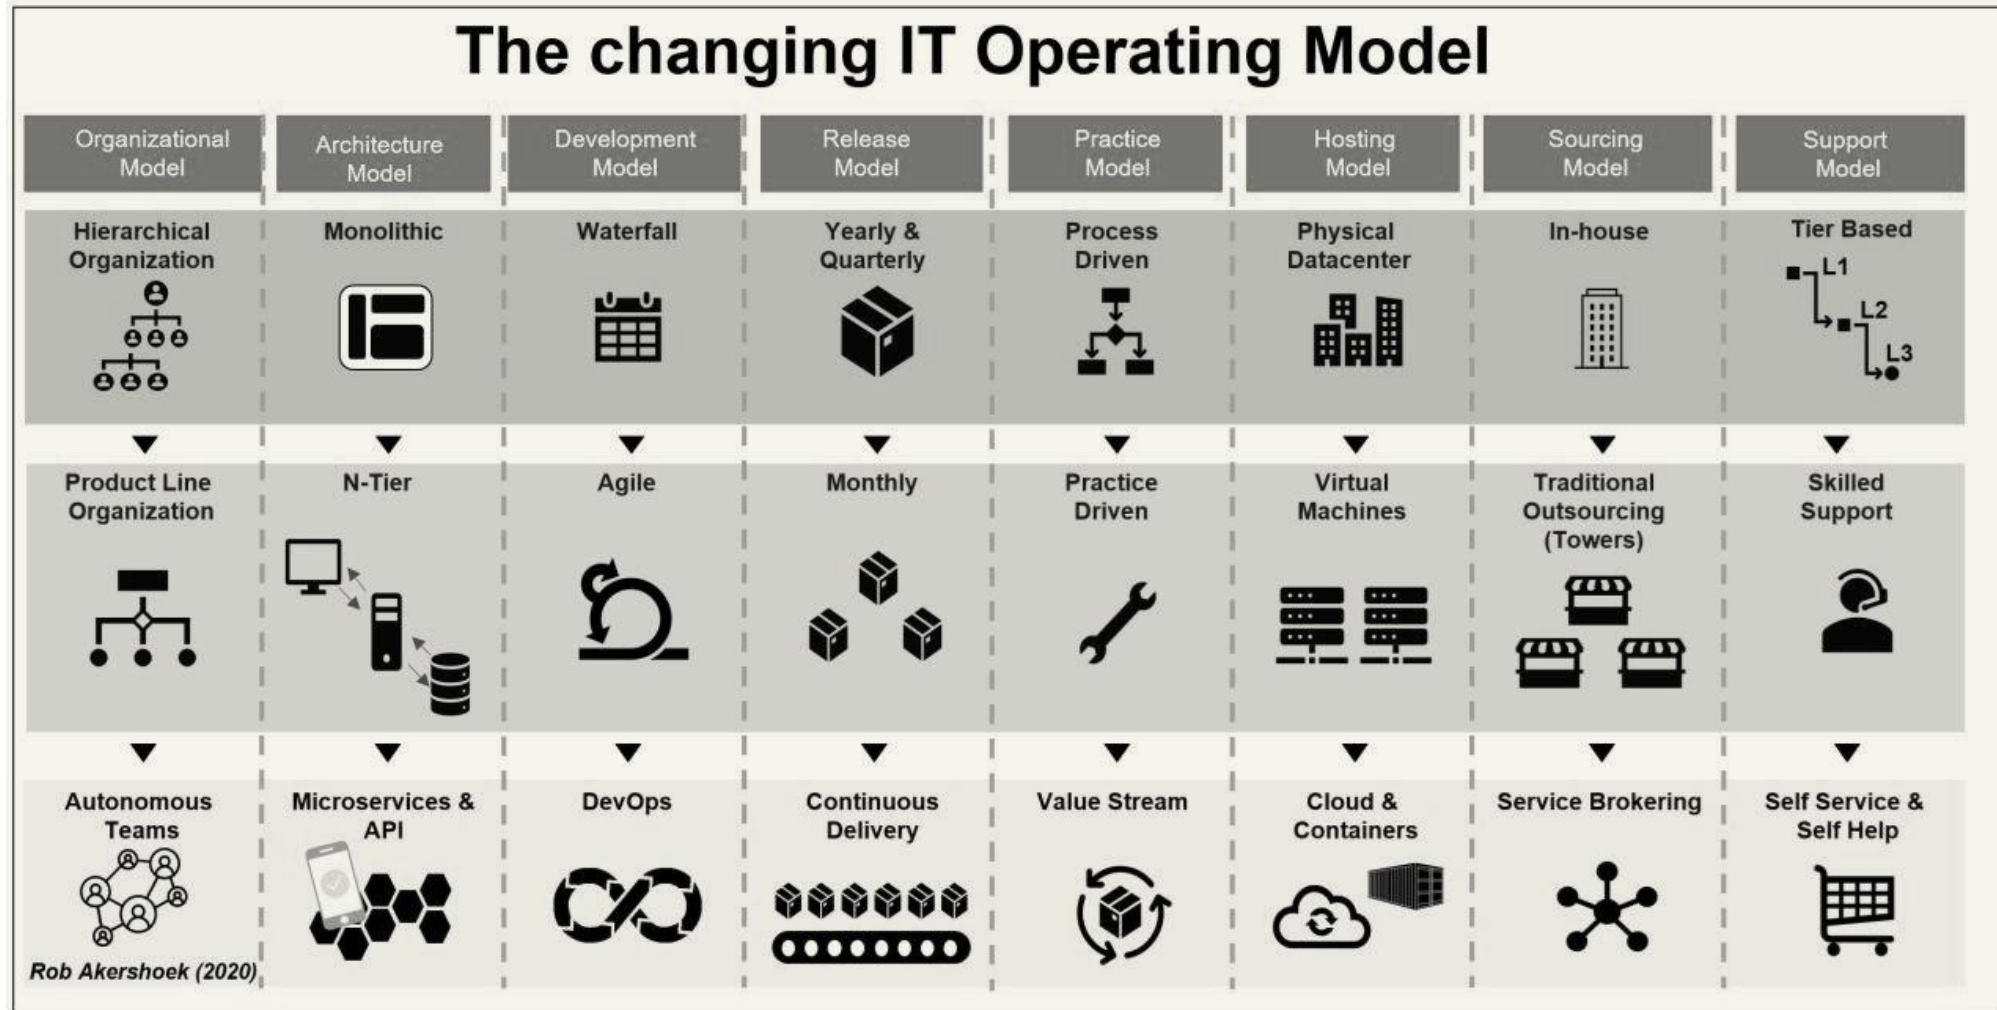 The changing IT Operating Model
Organizational
Model
Architecture
Model
Development
Model
Release
Model
Practice
Model
Hosting
Model
Sourcing
Model
Support
Model
Hierarchical
Organization
Monolithic
Waterfall
Yearly &
Quarterly
Process
Driven
Physical
Datacenter
In-house
Tier Based
L1
L2
L3
Product Line
Organization
N-Tier
Agile
Monthly
Practice
Driven
Virtual
Machines
Traditional
Outsourcing
(Towers)
Skilled
Support
Autonomous
Teams
Microservices &
API
DevOps
Continuous
Delivery
Value Stream
Cloud &
Containers
Service Brokering
Self Service &
Self Help
Rob Akershoek (2020)